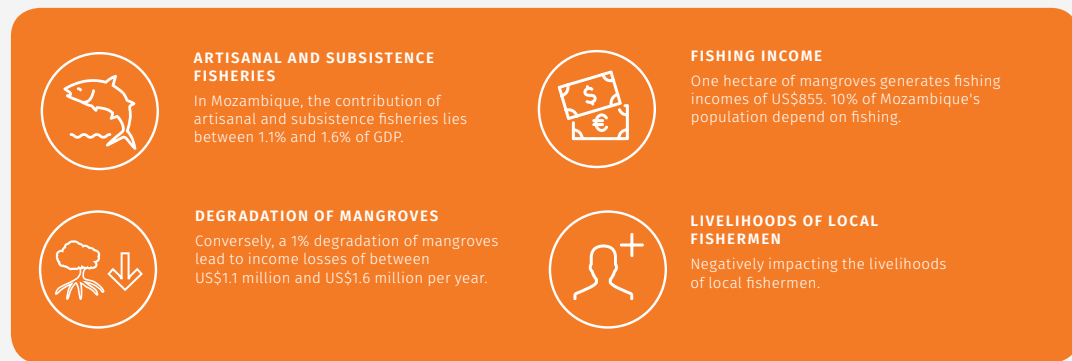 ARTISANAL AND SUBSISTENCE
FISHERIES
In Mozambique, the contribution of
artisanal and subsistence fisheries lies
between 1.1% and 1.6% of GDP.
FISHING INCOME
One hectare of mangroves generates fishing
incomes of US$855. 10% of Mozambique's
population depend on fishing.
$
€
DEGRADATION OF MANGROVES
Conversely, a 1% degradation of mangroves
lead to income losses of between
US$1.1 million and US$1.6 million per year.
LIVELIHOODS OF LOCAL
FISHERMEN
Negatively impacting the livelihoods
of local fishermen.